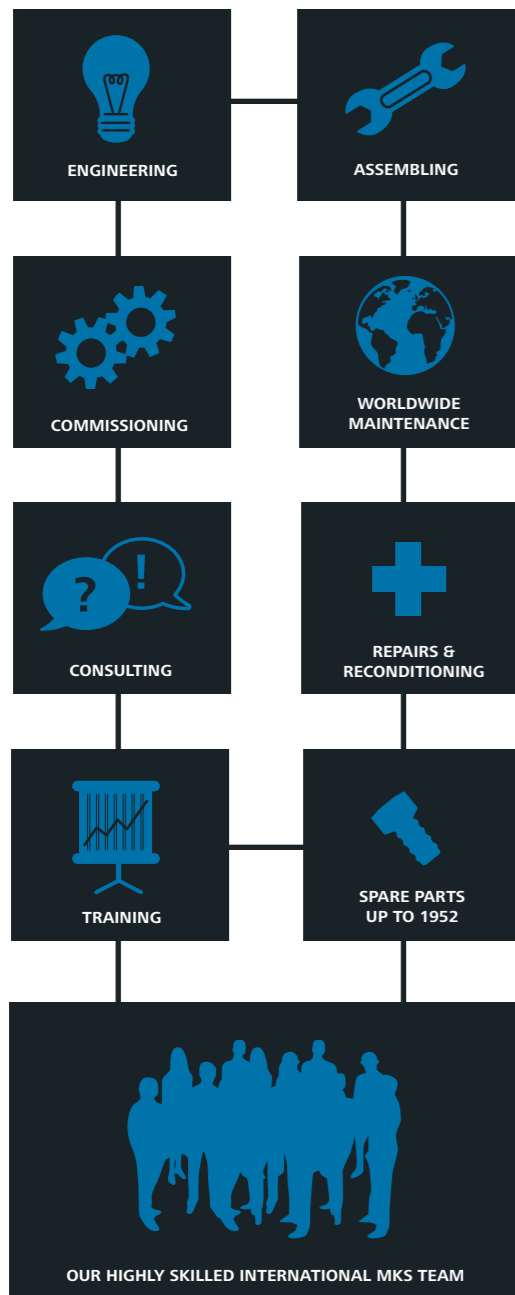 ENGINEERING
ASSEMBLING
COMMISSIONING
WORLDWIDE
MAINTENANCE
? !
CONSULTING
REPAIRS &
RECONDITIONING
TRAINING
SPARE PARTS
UP TO 1952
OUR HIGHLY SKILLED INTERNATIONAL MKS TEAM